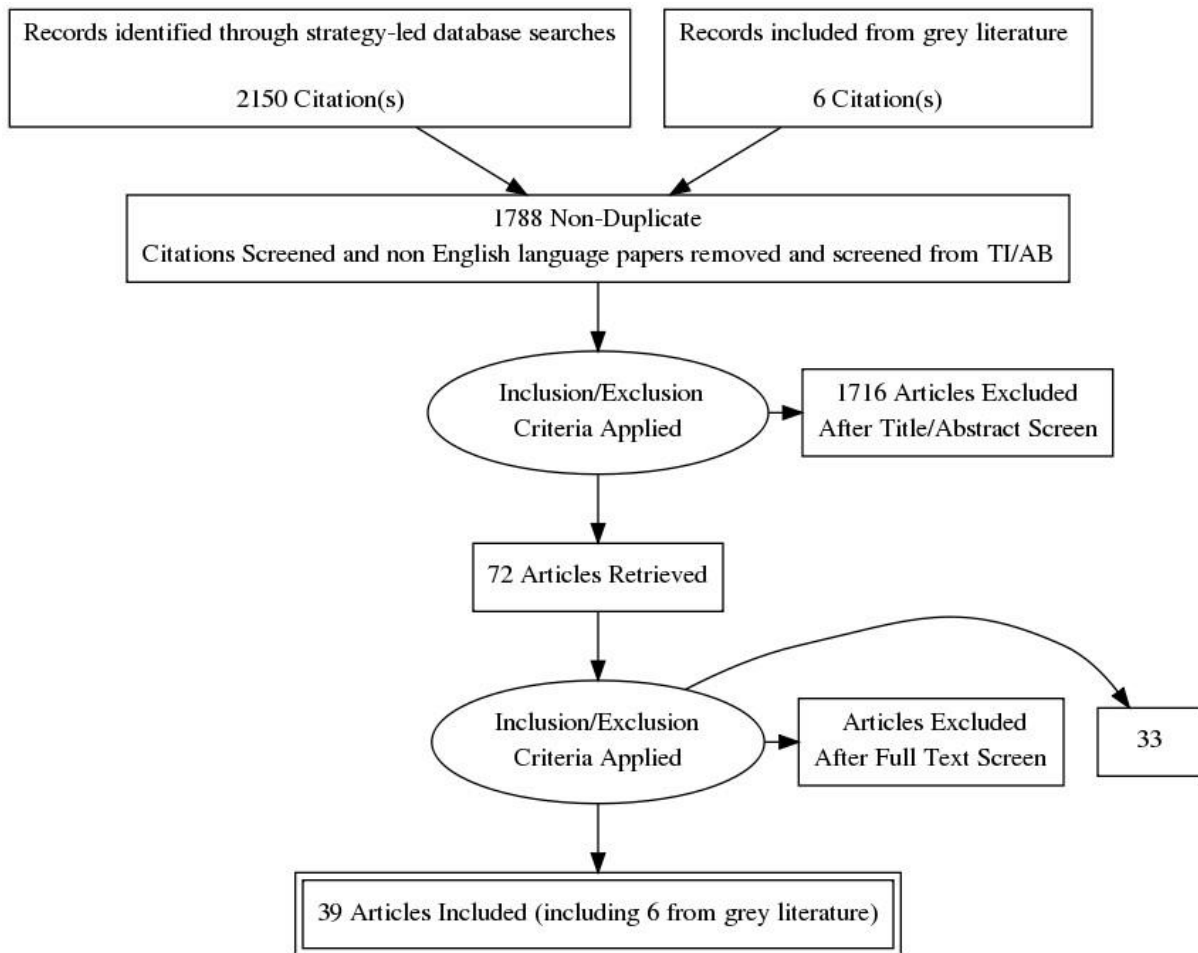 Records identified through strategy-led database searches
2150 Citation(s)
Records included from grey literature
6 Citation(s)
1788 Non-Duplicate
Citations Screened and non English language papers removed and screened from TI/AB
Inclusion/Exclusion
Criteria Applied
1716 Articles Excluded
After Title/Abstract Screen
72 Articles Retrieved
Inclusion/Exclusion
Criteria Applied
Articles Excluded
After Full Text Screen
33
39 Articles Included (including 6 from grey literature)